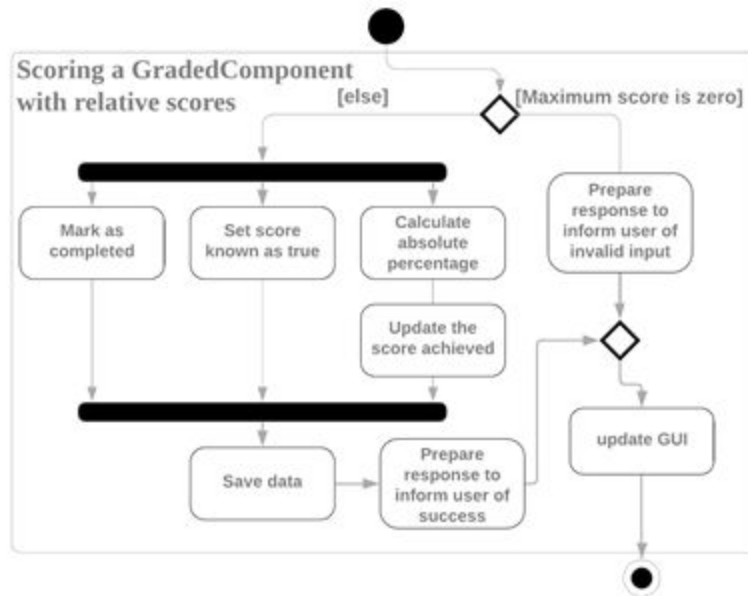 Scoring a GradedComponent
with relative scores
[else]
[Maximum score is zero]
Mark as
completed
Set score
known as true
Calculate
absolute
percentage
Prepare
response to
inform user of
invalid input
Update the
score achieved
Save data
Prepare
response to
inform user of
success
update GUI